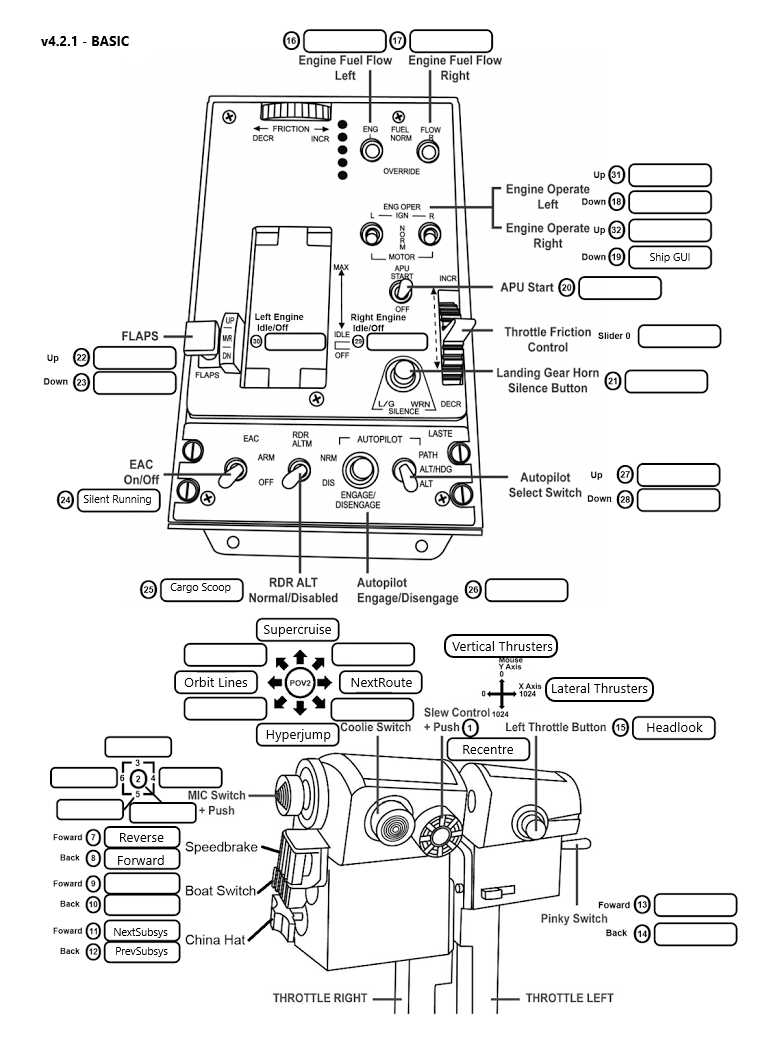 v4.2.1 - BASIC
16
17
Engine Fuel Flow
Left
Engine Fuel Flow
Right
FRICTION
DECR
INCR
ENG
L
FUEL
NORM
FLOW
R
OVERRIDE
ENG OPER
L
IGN
R
NORM
MOTOR
Engine Operate
Left
Up 31
Down 18
Engine Operate
Right
Up 32
Down 19 Ship GUI
APU
START
OFF
APU Start 20
MAX
IDLE
OFF
INCR
DECR
Throttle Friction
Control
Slider 0
FLAPS
Up 22
Down 23
UP
MVR
DN
FLAPS
Left Engine
Idle/Off
30
Right Engine
Idle/Off
29
Landing Gear Horn
Silence Button
21
L/G
WRN
SILENCE
EAC
ARM
OFF
RDR
ALTM
NRM
DIS
AUTOPILOT
LASTE
PATH
ALT/HDG
ALT
ENGAGE/
DISENGAGE
EAC
On/Off
24 Silent Running
Autopilot
Select Switch
Up 27
Down 28
25 Cargo Scoop
RDR ALT
Normal/Disabled
Autopilot
Engage/Disengage
26
Supercruise
Orbit Lines
POV2
NextRoute
Hyperjump
Coolie Switch
Vertical Thrusters
Mouse
Y Axis
0
0
X Axis
1024
Lateral Thrusters
1024
Slew Control
+ Push 1
Recentre
Left Throttle Button 15 Headlook
3
6
2
4
5
MIC Switch
+ Push
Foward 7 Reverse
Back 8 Forward
Speedbrake
Foward 9
Back 10
Boat Switch
Foward 11 NextSubsys
Back 12 PrevSubsys
China Hat
Pinky Switch
Foward 13
Back 14
THROTTLE RIGHT
THROTTLE LEFT